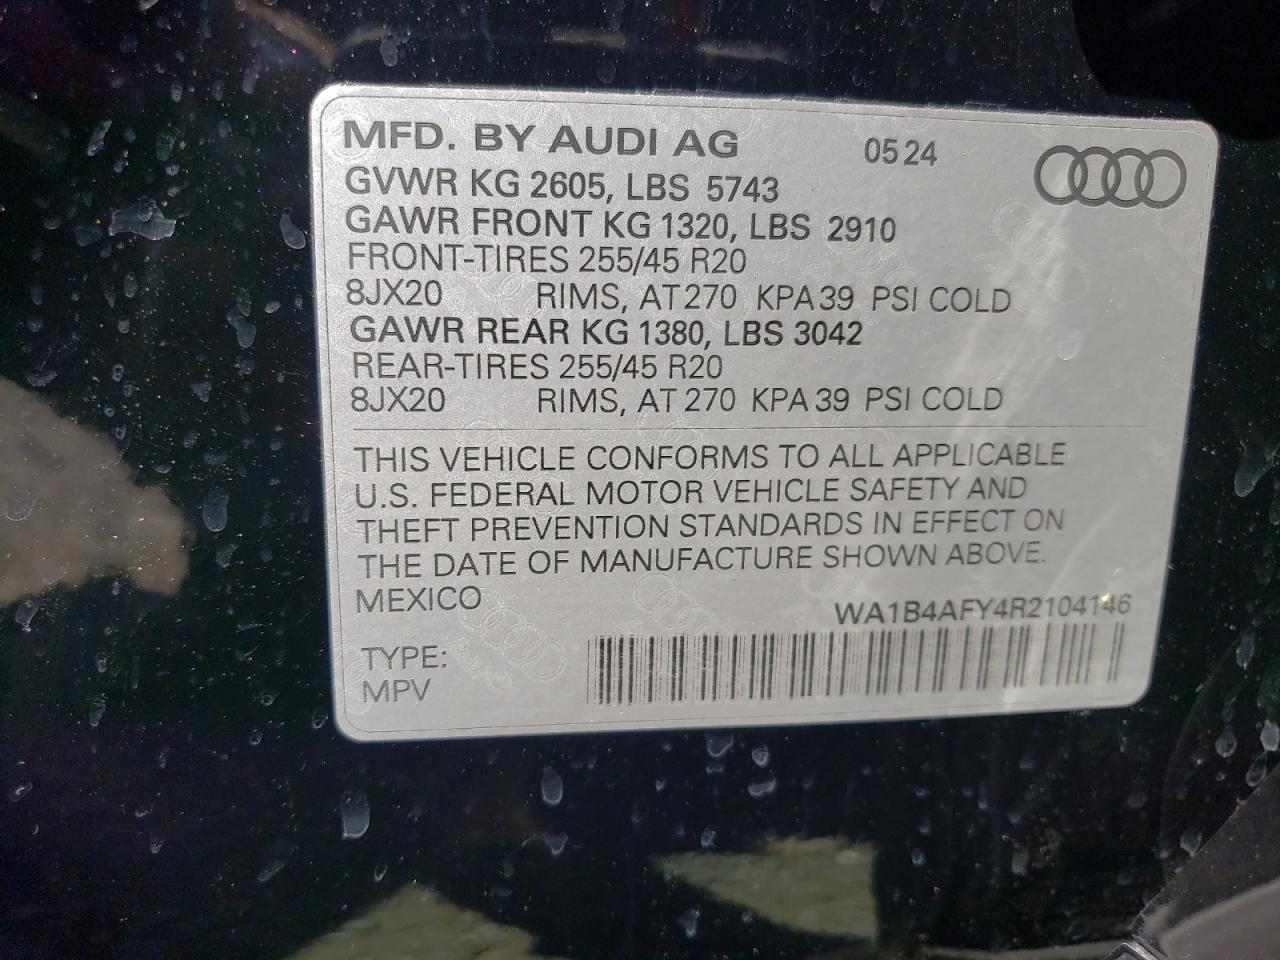 MFD. BY AUDI AG 0524
GVWR KG 2605, LBS 5743
GAWR FRONT KG 1320, LBS 2910
FRONT-TIRES 255/45 R20
8JX20 RIMS, AT 270 KPA 39 PSI COLD
GAWR REAR KG 1380, LBS 3042
REAR-TIRES 255/45 R20
8JX20 RIMS, AT 270 KPA 39 PSI COLD
THIS VEHICLE CONFORMS TO ALL APPLICABLE
U.S. FEDERAL MOTOR VEHICLE SAFETY AND
THEFT PREVENTION STANDARDS IN EFFECT ON
THE DATE OF MANUFACTURE SHOWN ABOVE.
MEXICO
WA1B4AFY4R2104146
TYPE:
MPV